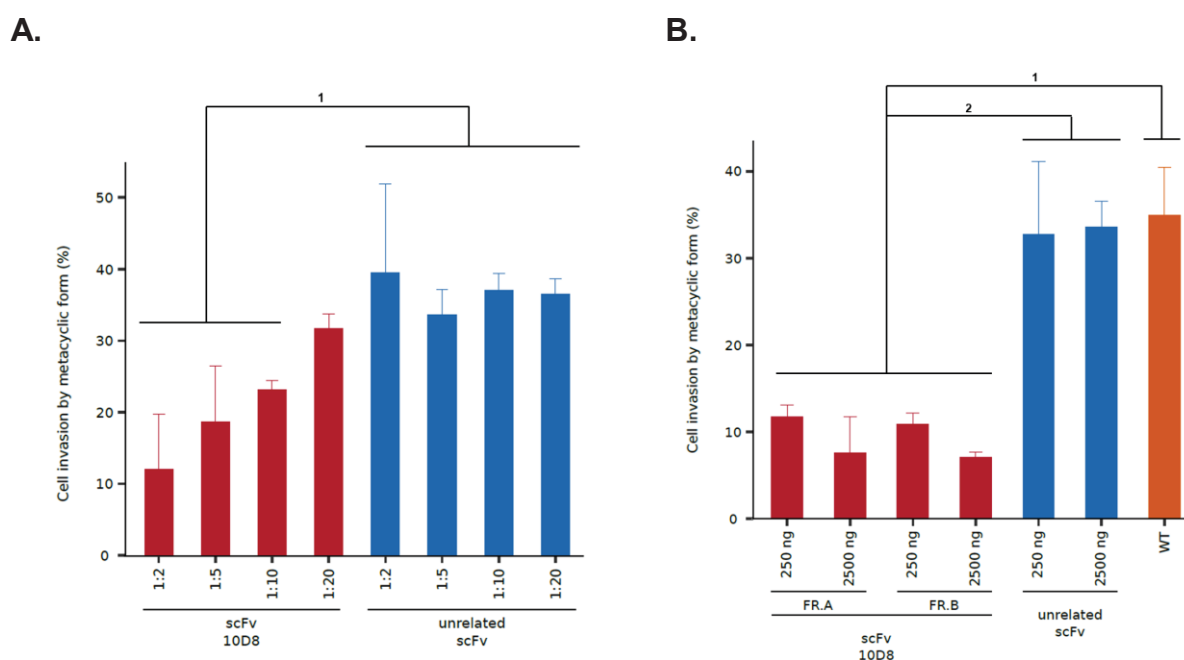 A.
1
Cell invasion by metacyclic form (%)
50
40
30
20
10
0
1:2
1:5
1:10
1:20
1:2
1:5
1:10
1:20
scFv
10D8
unrelated
scFv
B.
1
2
Cell invasion by metacyclic form (%)
40
30
20
10
0
250 ng
2500 ng
250 ng
2500 ng
250 ng
2500 ng
WT
FR.A
FR.B
scFv
10D8
unrelated
scFv